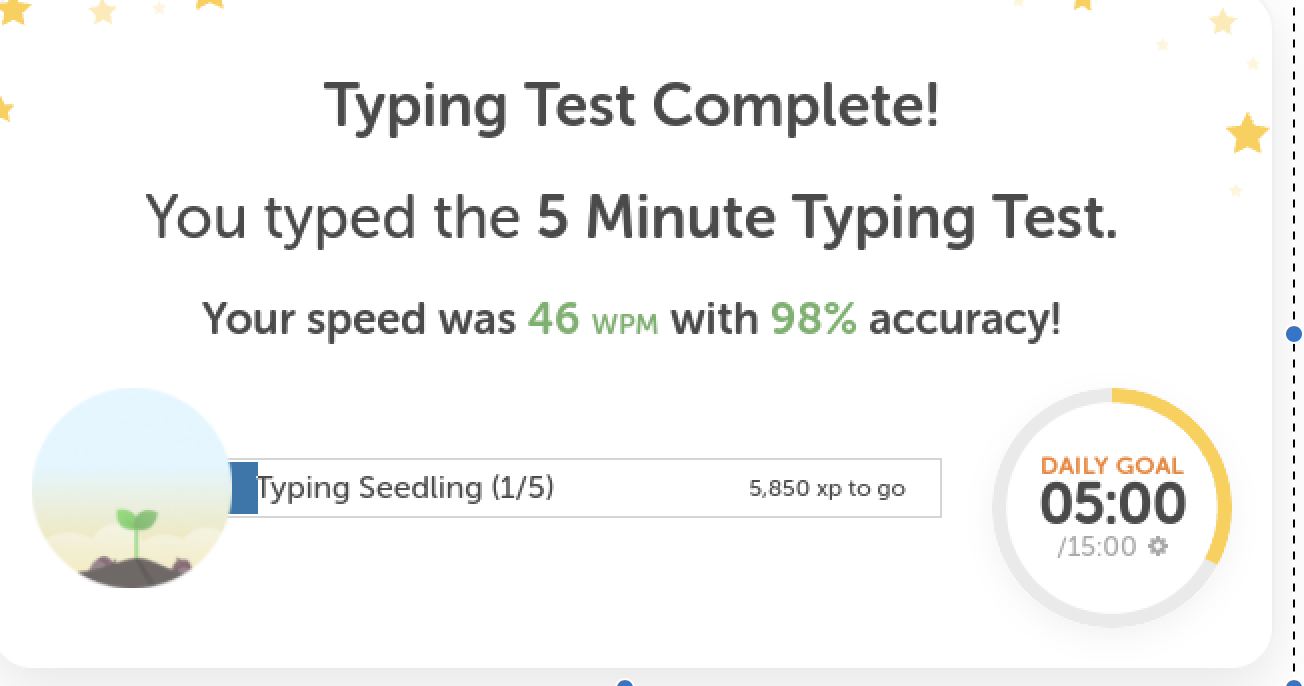 Typing Test Complete!
You typed the 5 Minute Typing Test.
Your speed was 46 WPM with 98% accuracy!
Typing Seedling (1/5) 5,850 xp to go
DAILY GOAL
05:00
/15:00